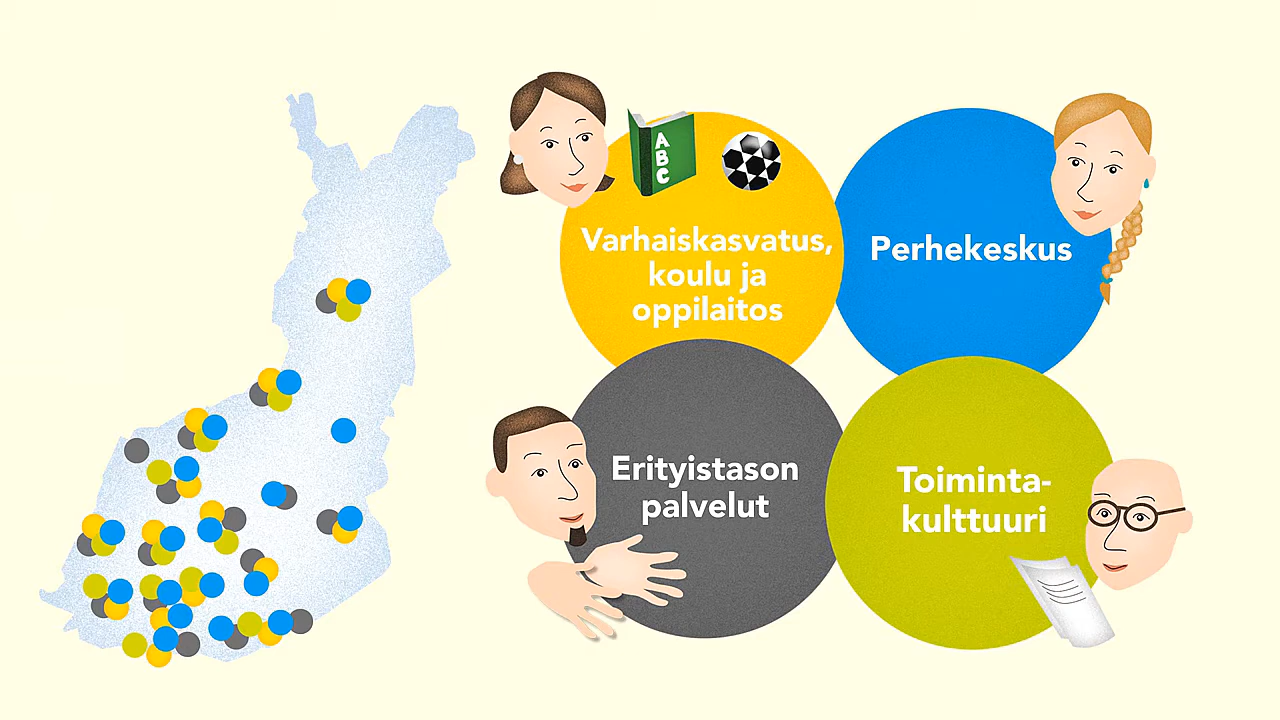 A
B
C
Varhaiskasvatus,
koulu ja
oppilaitos
Perhekeskus
Erityistason
palvelut
Toiminta-
kulttuuri